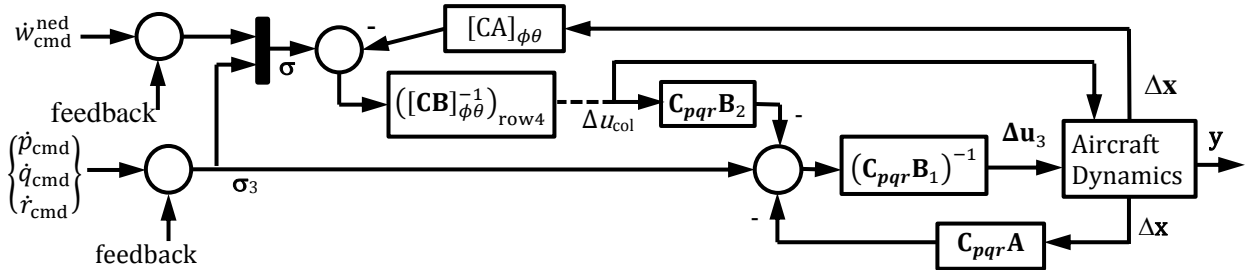 ẇ_cmd^ned
feedback
σ
-
[CA]_ϕθ
([CB]_ϕθ^−1)_row4
Δu_col
C_pqr B_2
-
Δx
{ṗ_cmd
q̇_cmd
ṙ_cmd}
feedback
σ_3
-
(C_pqr B_1)^−1
Δu_3
Aircraft
Dynamics
y
Δx
C_pqr A